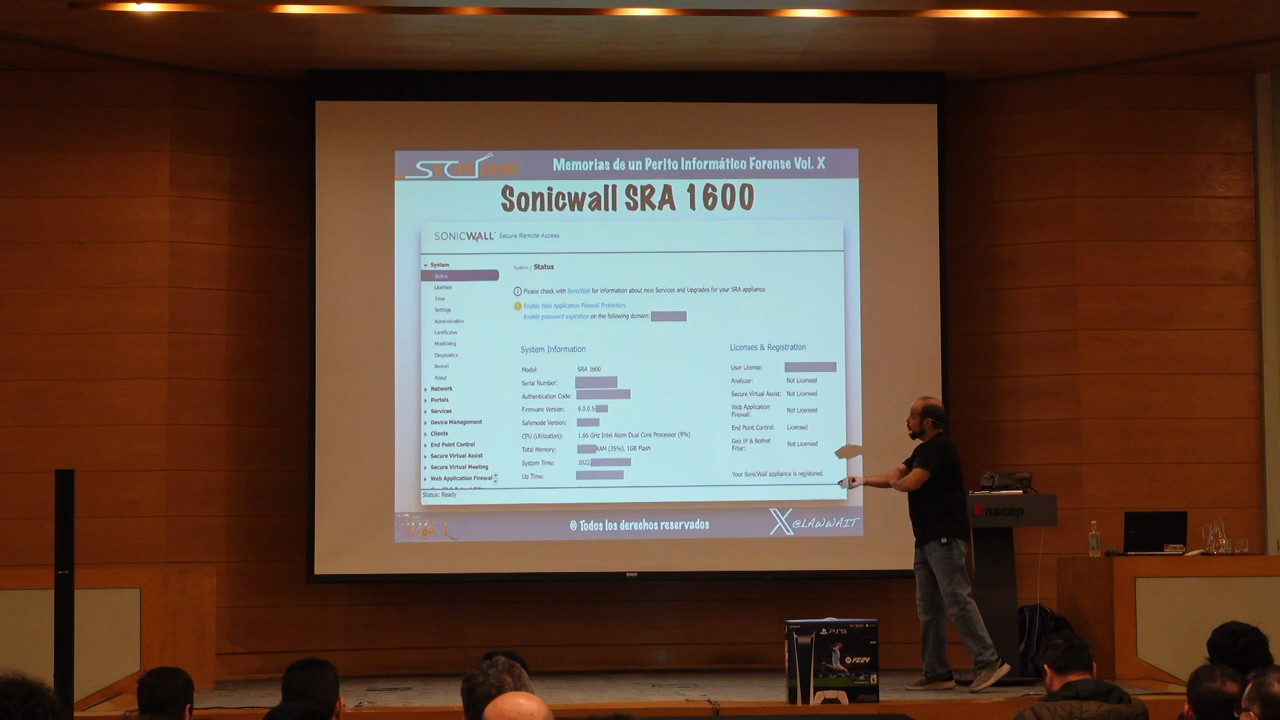 Memorias de un Perito Informático Forense Vol. X
Sonicwall SRA 1600
SONICWALL Secure Remote Access
System
Status
Licenses
Time
Settings
Administration
Certificates
Monitoring
Diagnostics
Restart
About
Network
Portals
Services
Device Management
Clients
End Point Control
Secure Virtual Assist
Secure Virtual Meeting
Web Application Firewall
Status: Ready
System / Status
Please check with SonicWall for information about new Services and Upgrades for your SRA appliance.
Enable Web Application Firewall Protection.
Enable password expiration on the following domain:
System Information
Model: SRA 1600
Serial Number:
Authentication Code:
Firmware Version: 9.0.0.5-
Safemode Version:
CPU (Utilization): 1.66 GHz Intel Atom Dual Core Processor (9%)
Total Memory: RAM (35%), 1GB Flash
System Time: 2022
Up Time:
Licenses & Registration
User License:
Analyzer: Not Licensed
Secure Virtual Assist: Not Licensed
Web Application Firewall: Not Licensed
End Point Control: Licensed
Geo IP & Botnet Filter: Not Licensed
Your SonicWall appliance is registered.
© Todos los derechos reservados
X @LAWWAIT
inacap
PS5
FC24